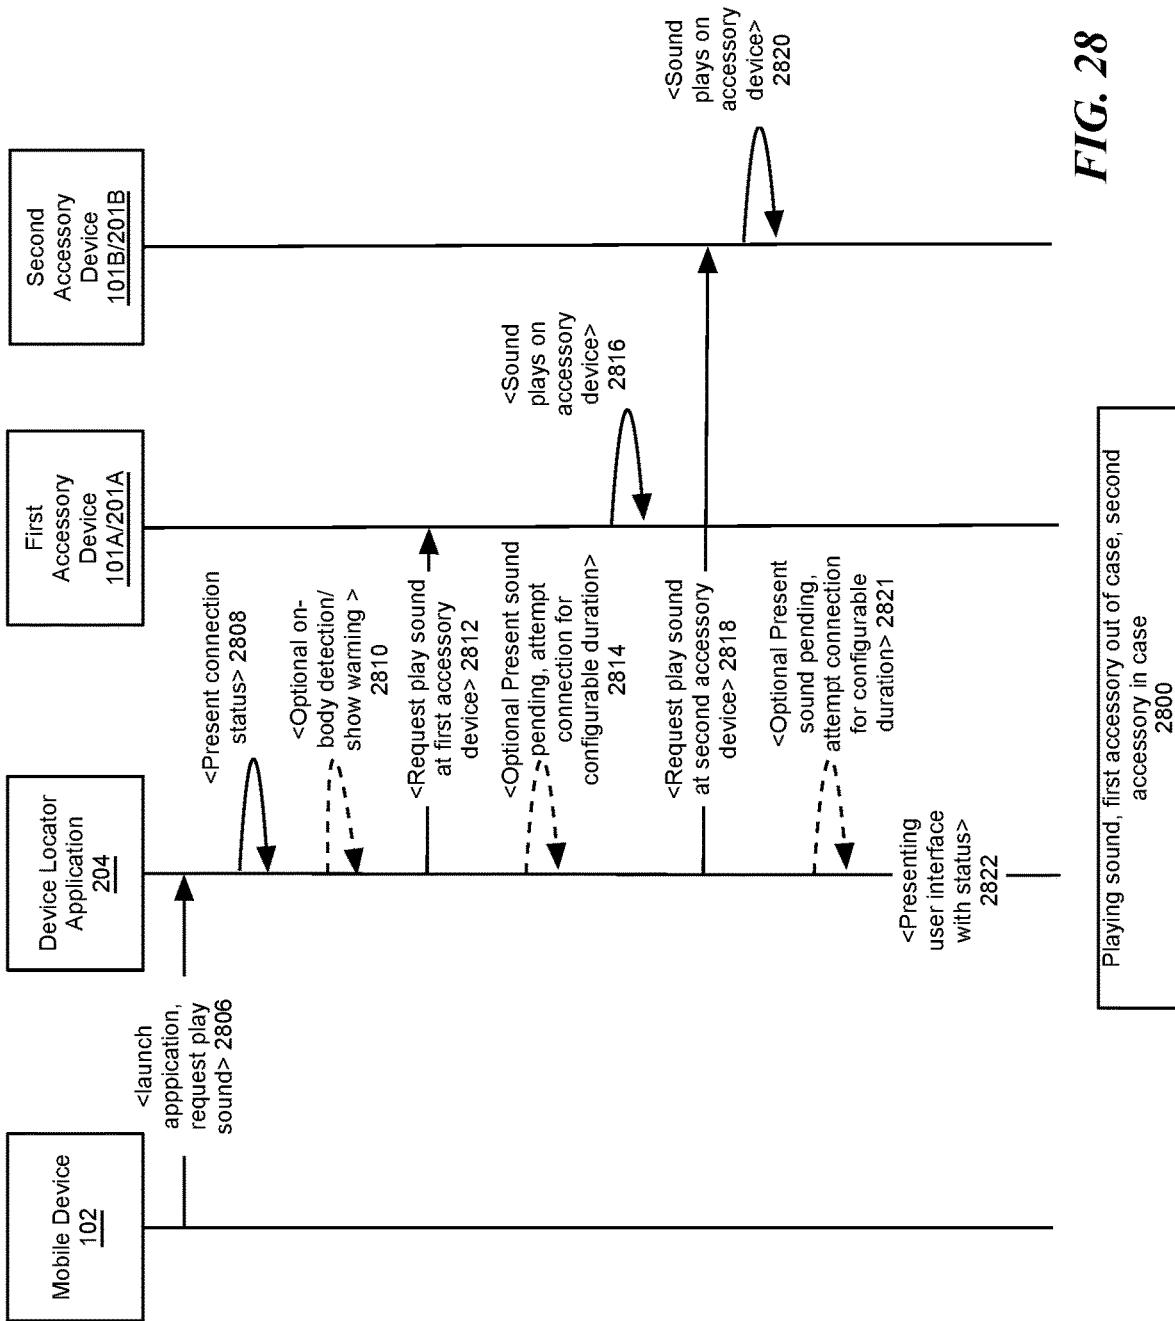 Mobile Device
102
Device Locator
Application
204
First
Accessory
Device
101A/201A
Second
Accessory
Device
101B/201B
<launch
apppication,
request play
sound> 2806
<Present connection
status> 2808
<Optional on-
body detection/
show warning >
2810
<Request play sound
at first accessory
device> 2812
<Optional Present sound
pending, attempt
connection for
configurable duration>
2814
<Sound
plays on
accessory
device>
2816
<Request play sound
at second accessory
device> 2818
<Sound
plays on
accessory
device>
2820
<Optional Present
sound pending,
attempt connection
for configurable
duration> 2821
<Presenting
user interface
with status>
2822
Playing sound, first accessory out of case, second
accessory in case
2800
FIG. 28